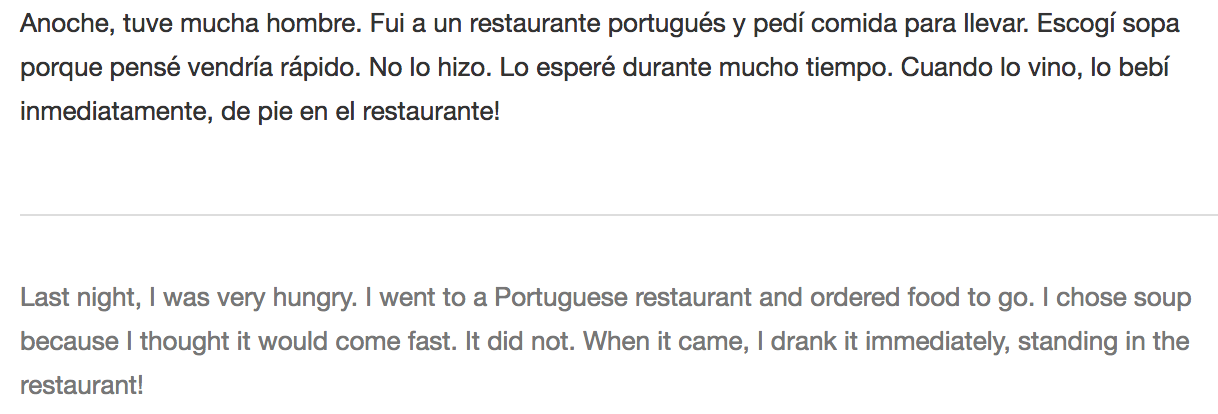 Anoche, tuve mucha hombre. Fui a un restaurante portugués y pedí comida para llevar. Escogí sopa
porque pensé vendría rápido. No lo hizo. Lo esperé durante mucho tiempo. Cuando lo vino, lo bebí
inmediatamente, de pie en el restaurante!
Last night, I was very hungry. I went to a Portuguese restaurant and ordered food to go. I chose soup
because I thought it would come fast. It did not. When it came, I drank it immediately, standing in the
restaurant!